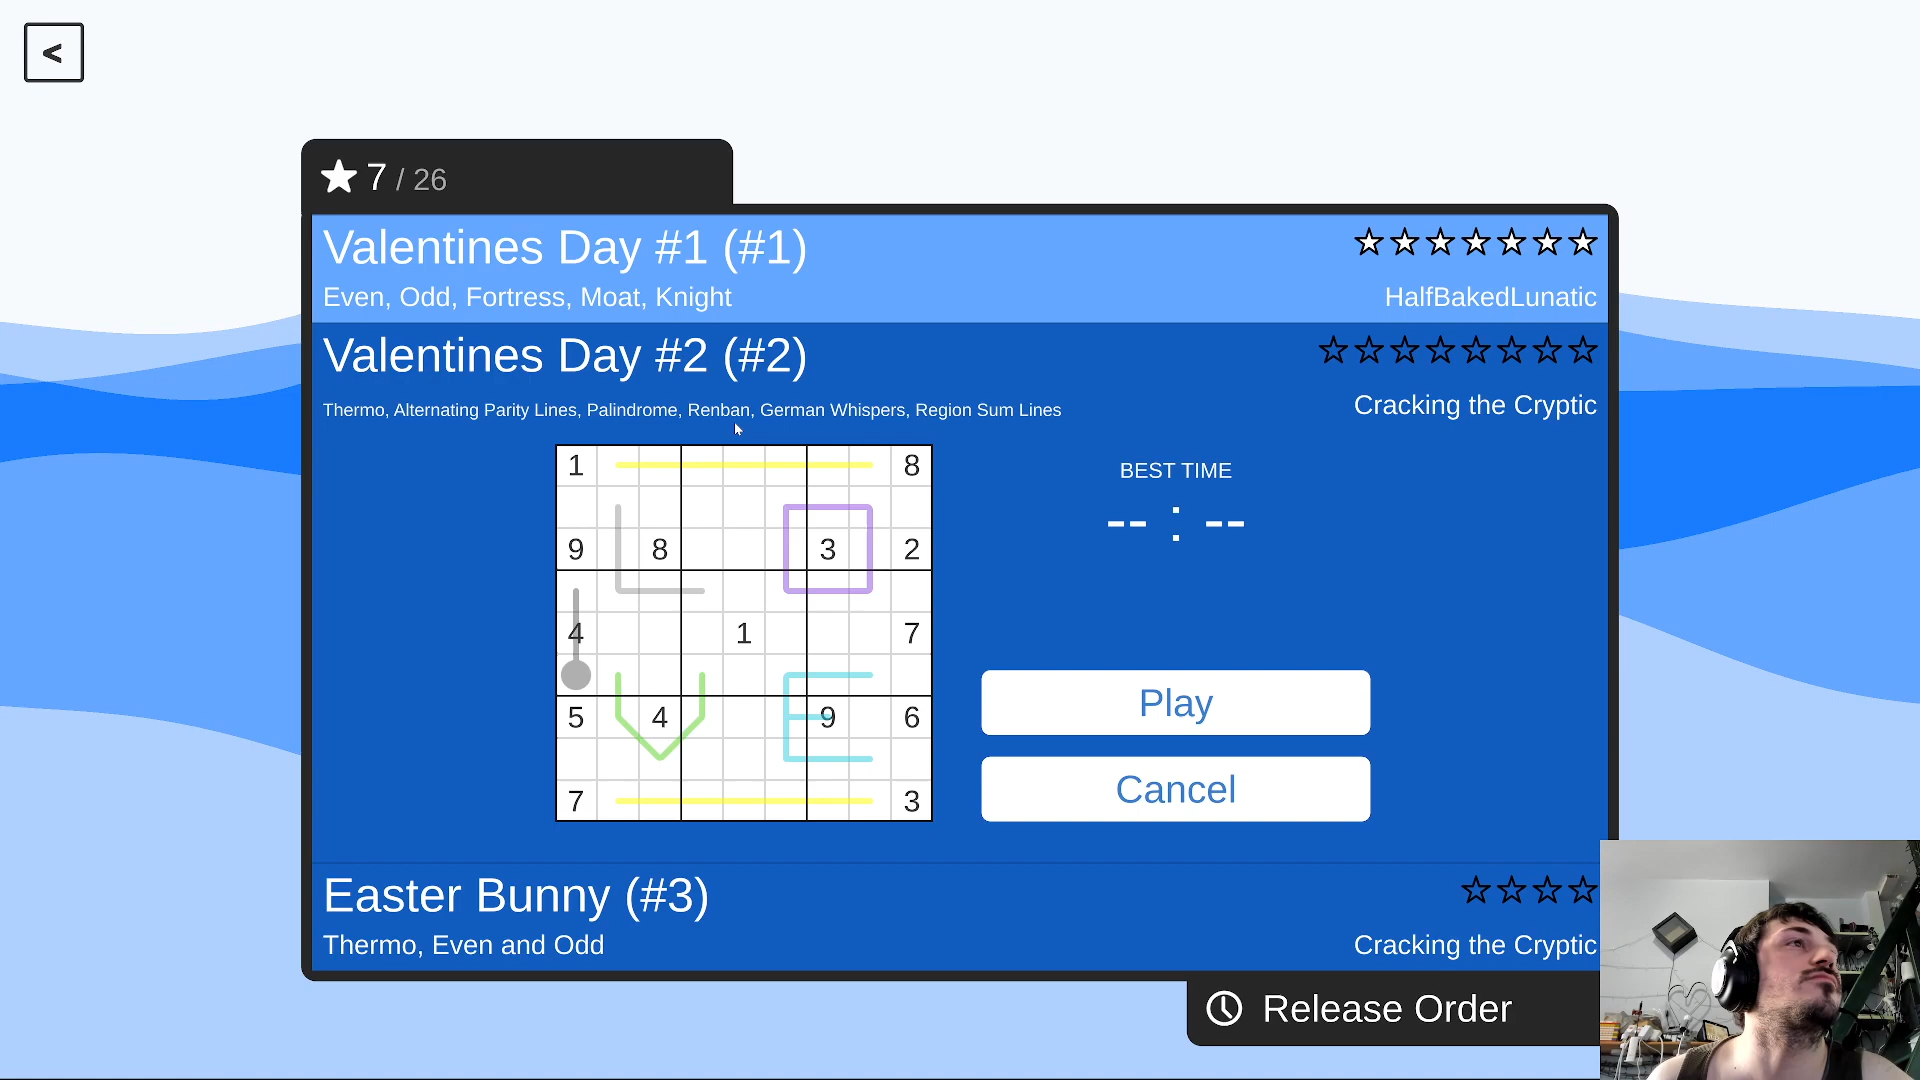 <
7 / 26
Valentines Day #1 (#1)
Even, Odd, Fortress, Moat, Knight
HalfBakedLunatic
Valentines Day #2 (#2)
Thermo, Alternating Parity Lines, Palindrome, Renban, German Whispers, Region Sum Lines
Cracking the Cryptic
1 8
9 8 3 2
4 1 7
5 4 9 6
7 3
BEST TIME
-- : --
Play
Cancel
Easter Bunny (#3)
Thermo, Even and Odd
Cracking the Cryptic
Release Order